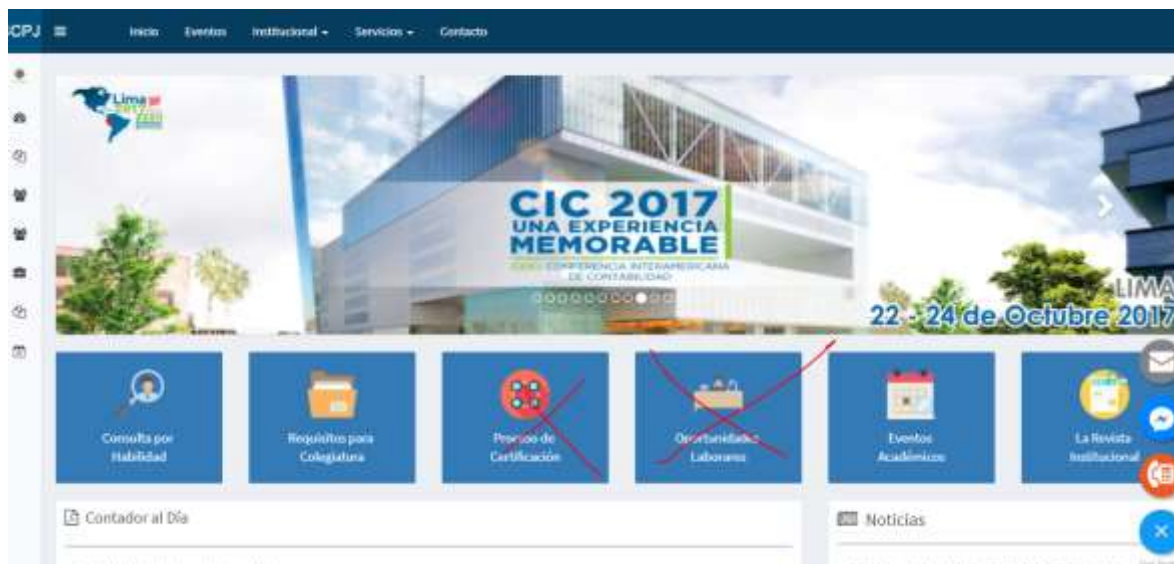 CPJ
Inicio Eventos Institucional Servicios Contacto
Lima
2017
CIC 2017
UNA EXPERIENCIA
MEMORABLE
CONFERENCIA INTERAMERICANA
DE CONTABILIDAD
LIMA
22 - 24 de Octubre 2017
Consulta por
Habilidad
Requisitos para
Colegiatura
Proceso de
Certificación
Oportunidades
Laborares
Eventos
Académicos
La Revista
Institucional
Contador al Día
Noticias